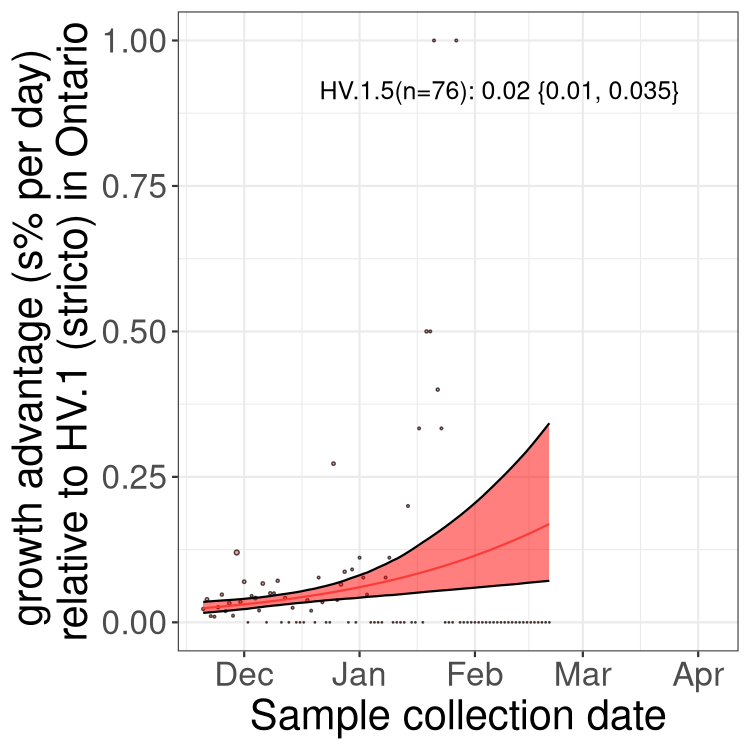 growth advantage (s% per day)
relative to HV.1 (stricto) in Ontario
1.00
HV.1.5(n=76): 0.02 {0.01, 0.035}
0.75
0.50
0.25
0.00
Dec Jan Feb Mar Apr
Sample collection date